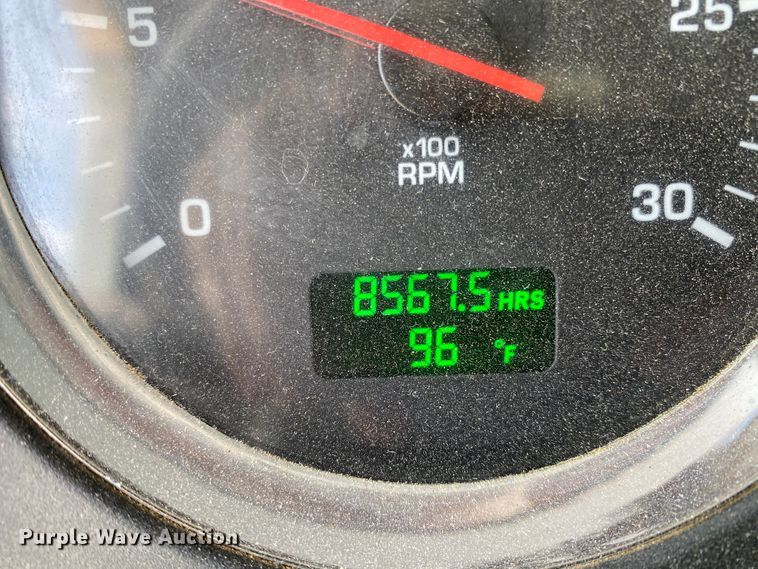 5
25
x100
RPM
0
30
8567.5 HRS
96 °F
Purple Wave Auction